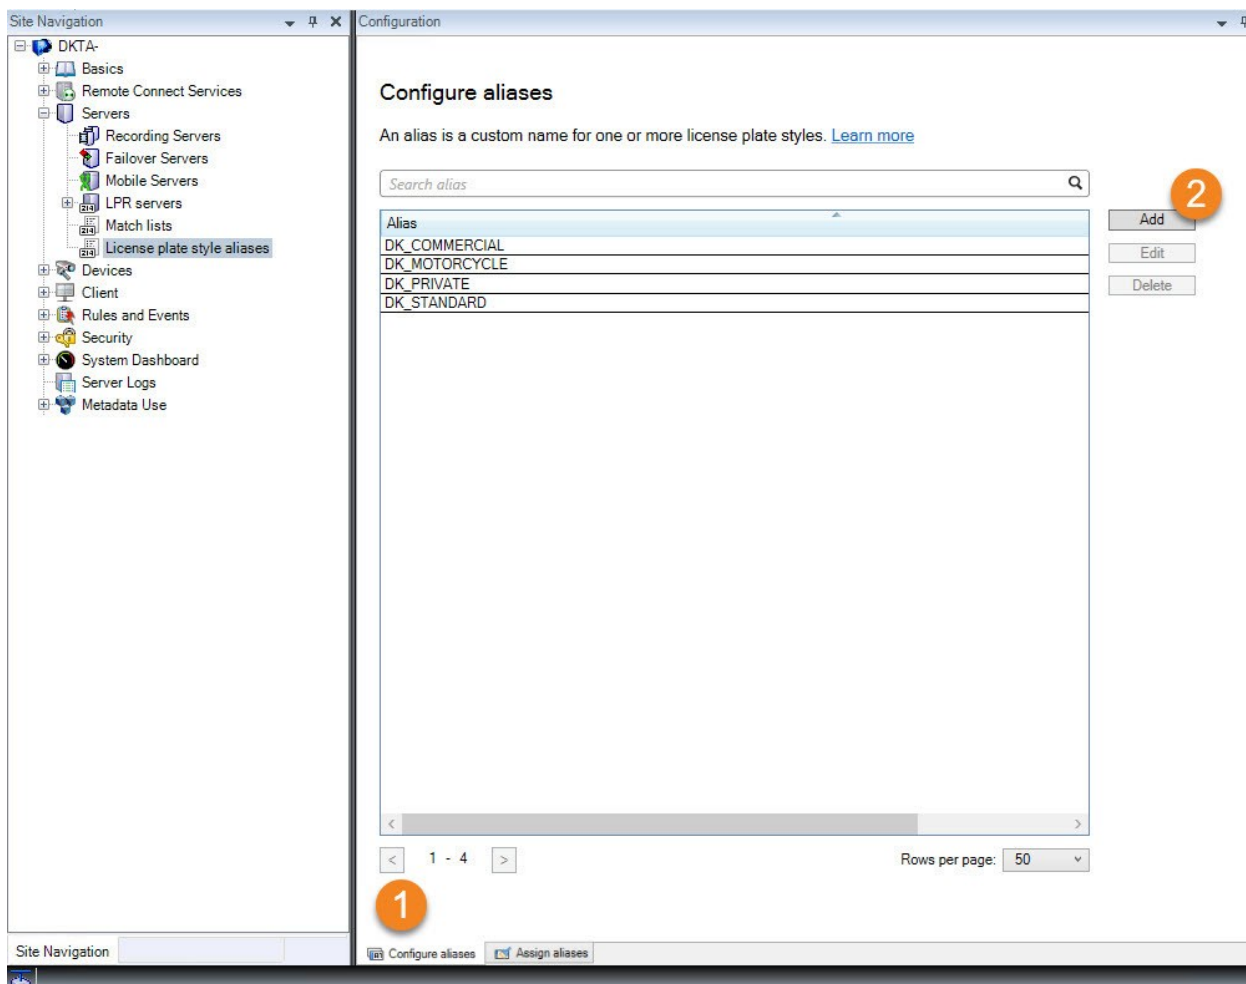 Site Navigation
DKTA-
Basics
Remote Connect Services
Servers
Recording Servers
Failover Servers
Mobile Servers
LPR servers
Match lists
License plate style aliases
Devices
Client
Rules and Events
Security
System Dashboard
Server Logs
Metadata Use
Site Navigation
Configuration
Configure aliases
An alias is a custom name for one or more license plate styles. Learn more
Search alias
2
Alias
Add
DK_COMMERCIAL
Edit
DK_MOTORCYCLE
DK_PRIVATE
Delete
DK_STANDARD
< 1 - 4 >
Rows per page: 50
1
Configure aliases
Assign aliases